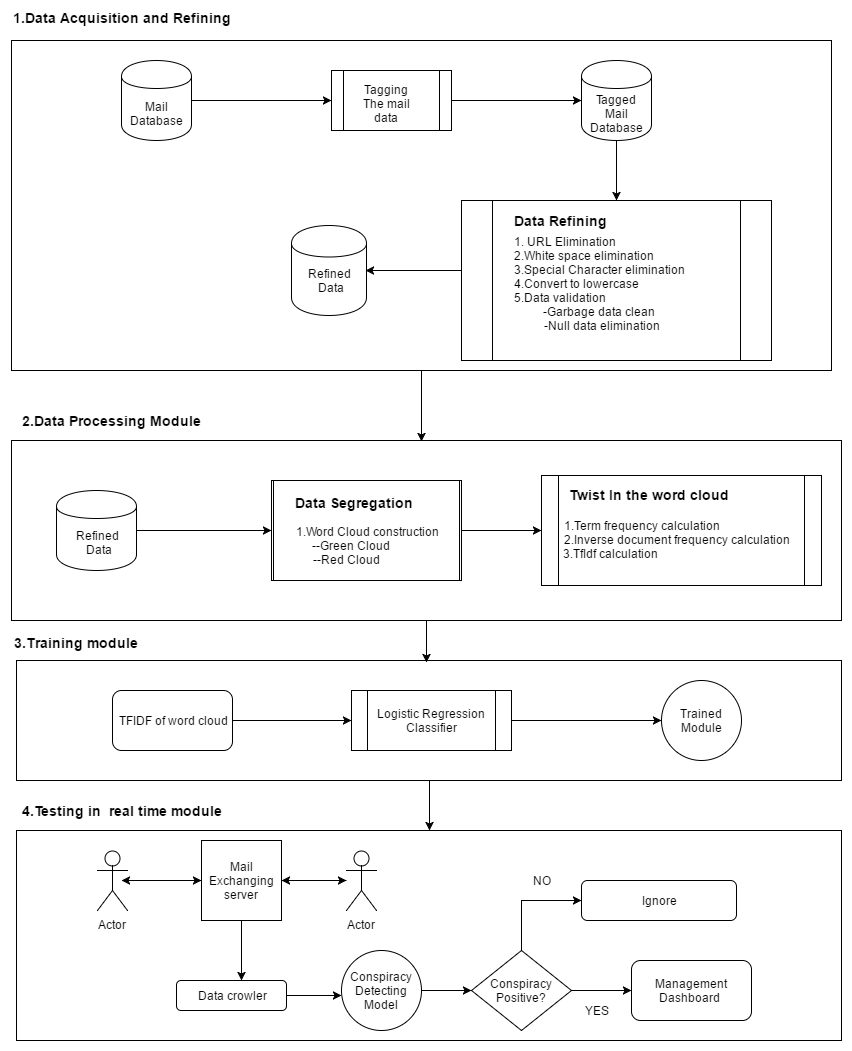 1.Data Acquisition and Refining
Mail
Database
Tagging
The mail
data
Tagged
Mail
Database
Data Refining
1. URL Elimination
2.White space elimination
3.Special Character elimination
4.Convert to lowercase
5.Data validation
-Garbage data clean
-Null data elimination
Refined
Data
2.Data Processing Module
Refined
Data
Data Segregation
1.Word Cloud construction
--Green Cloud
--Red Cloud
Twist in the word cloud
1.Term frequency calculation
2.Inverse document frequency calculation
3.TfIdf calculation
3.Training module
TFIDF of word cloud
Logistic Regression
Classifier
Trained
Module
4.Testing in  real time module
Actor
Mail
Exchanging
server
Actor
NO
Ignore
Data crowler
Conspiracy
Detecting
Model
Conspiracy
Positive?
YES
Management
Dashboard